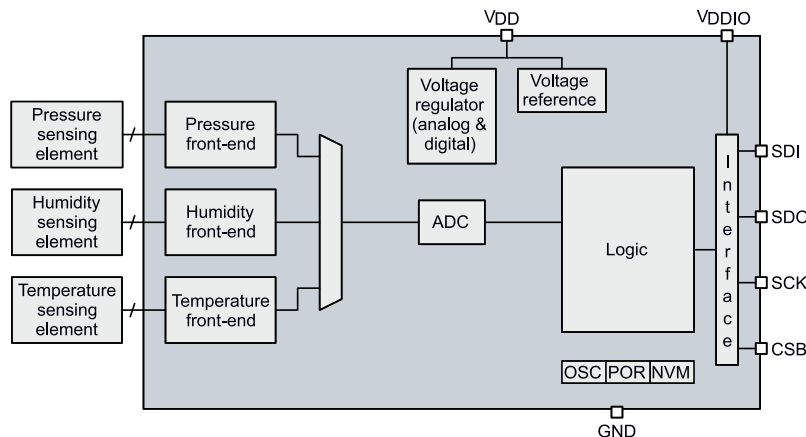 VDD
VDDIO
Voltage
regulator
(analog &
digital)
Voltage
reference
Pressure
sensing
element
Pressure
front-end
Humidity
sensing
element
Humidity
front-end
Temperature
sensing
element
Temperature
front-end
ADC
Logic
Interface
SDI
SDO
SCK
CSB
OSC POR NVM
GND